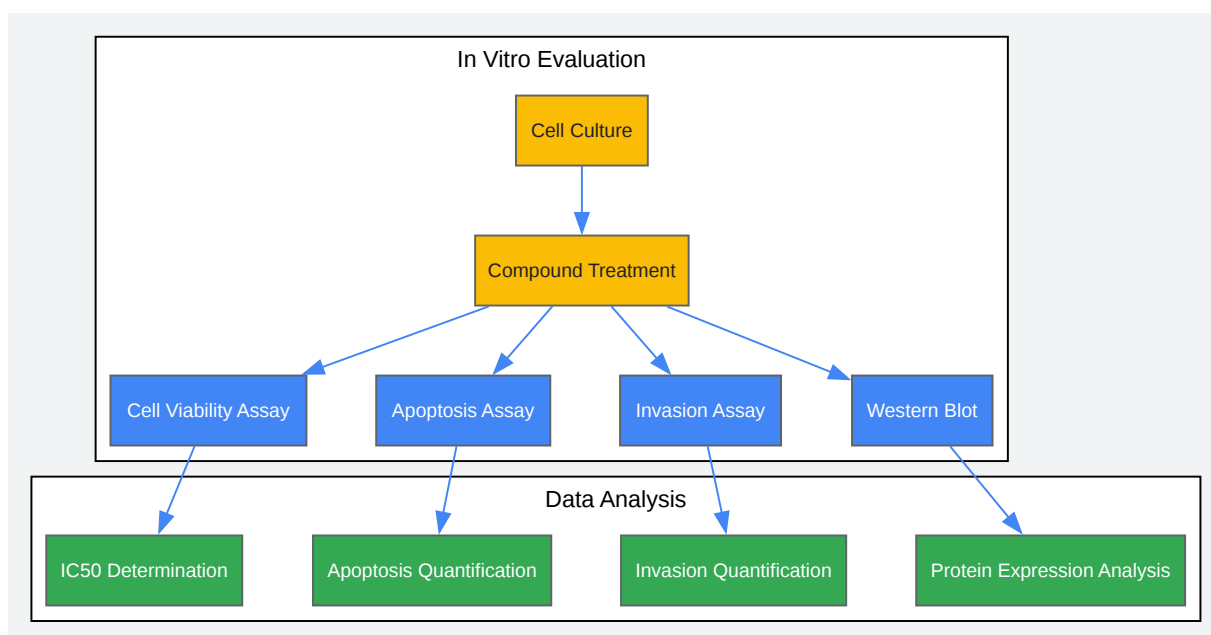 In Vitro Evaluation
Cell Culture
Compound Treatment
Cell Viability Assay
Apoptosis Assay
Invasion Assay
Western Blot
Data Analysis
IC50 Determination
Apoptosis Quantification
Invasion Quantification
Protein Expression Analysis